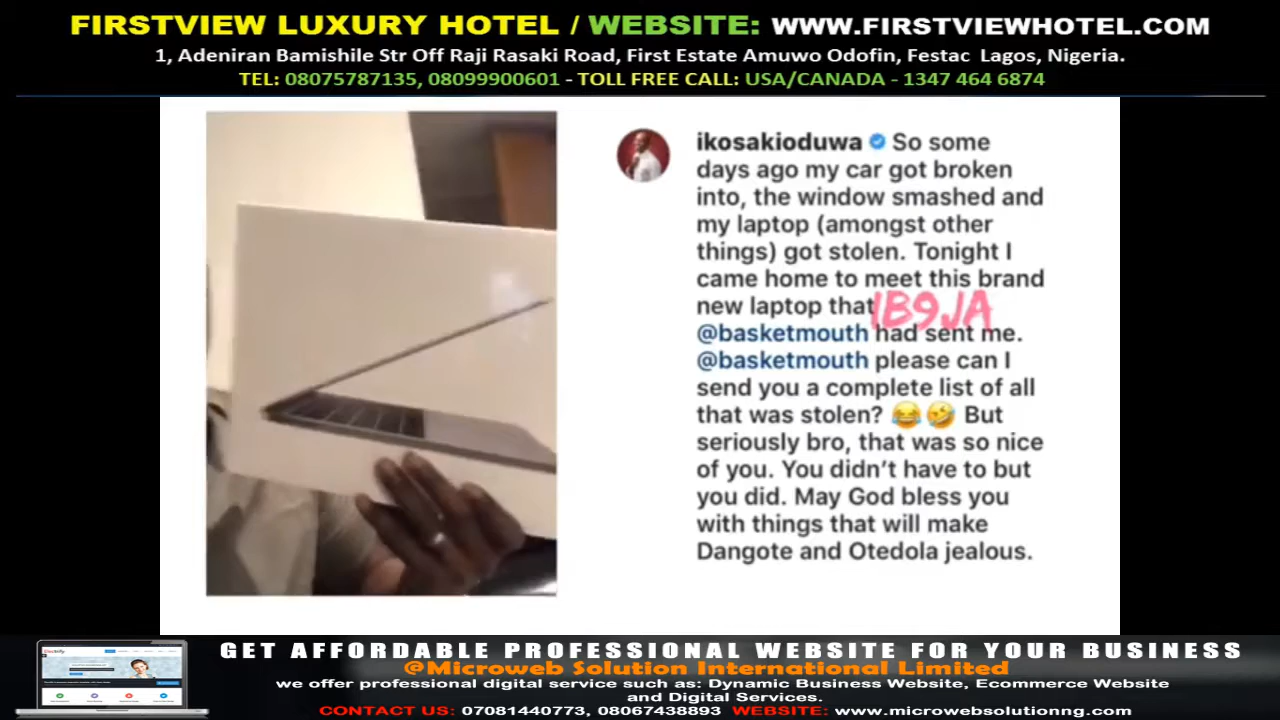 FIRSTVIEW LUXURY HOTEL / WEBSITE: WWW.FIRSTVIEWHOTEL.COM
1, Adeniran Bamishile Str Off Raji Rasaki Road, First Estate Amuwo Odofin, Festac Lagos, Nigeria.
TEL: 08075787135, 08099900601 - TOLL FREE CALL: USA/CANADA - 1347 464 6874
ikosakioduwa So some
days ago my car got broken
into, the window smashed and
my laptop (amongst other
things) got stolen. Tonight I
came home to meet this brand
new laptop that
IB9JA
@basketmouth had sent me.
@basketmouth please can I
send you a complete list of all
that was stolen? 😂 🤣 But
seriously bro, that was so nice
of you. You didn't have to but
you did. May God bless you
with things that will make
Dangote and Otedola jealous.
GET AFFORDABLE PROFESSIONAL WEBSITE FOR YOUR BUSINESS
@Microweb Solution International Limited
we offer professional digital service such as: Dynamic Business Website, Ecommerce Website
and Digital Services.
CONTACT US: 07081440773, 08067438893 WEBSITE: www.microwebsolutionng.com